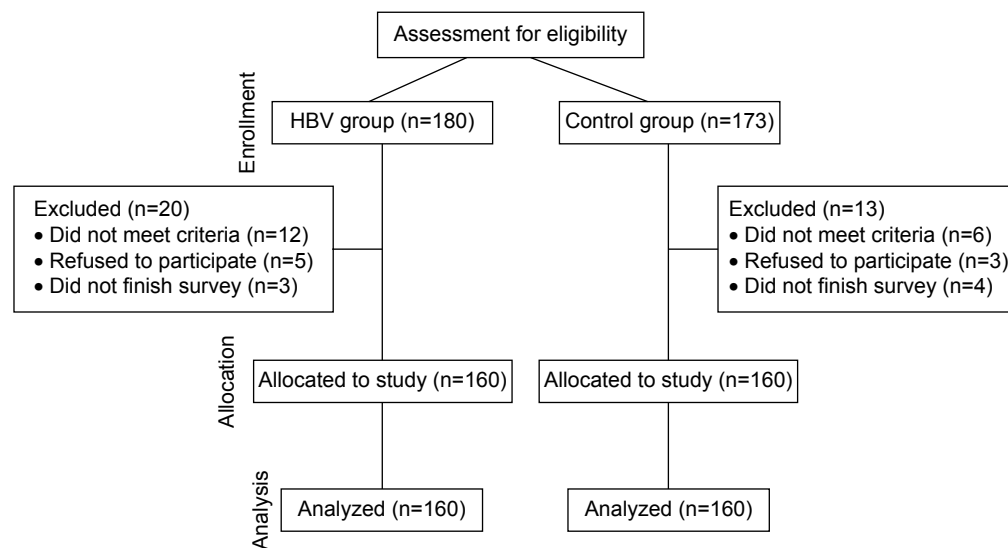 Assessment for eligibility
Enrollment
HBV group (n=180)
Control group (n=173)
Excluded (n=20)
• Did not meet criteria (n=12)
• Refused to participate (n=5)
• Did not finish survey (n=3)
Excluded (n=13)
• Did not meet criteria (n=6)
• Refused to participate (n=3)
• Did not finish survey (n=4)
Allocation
Allocated to study (n=160)
Allocated to study (n=160)
Analysis
Analyzed (n=160)
Analyzed (n=160)